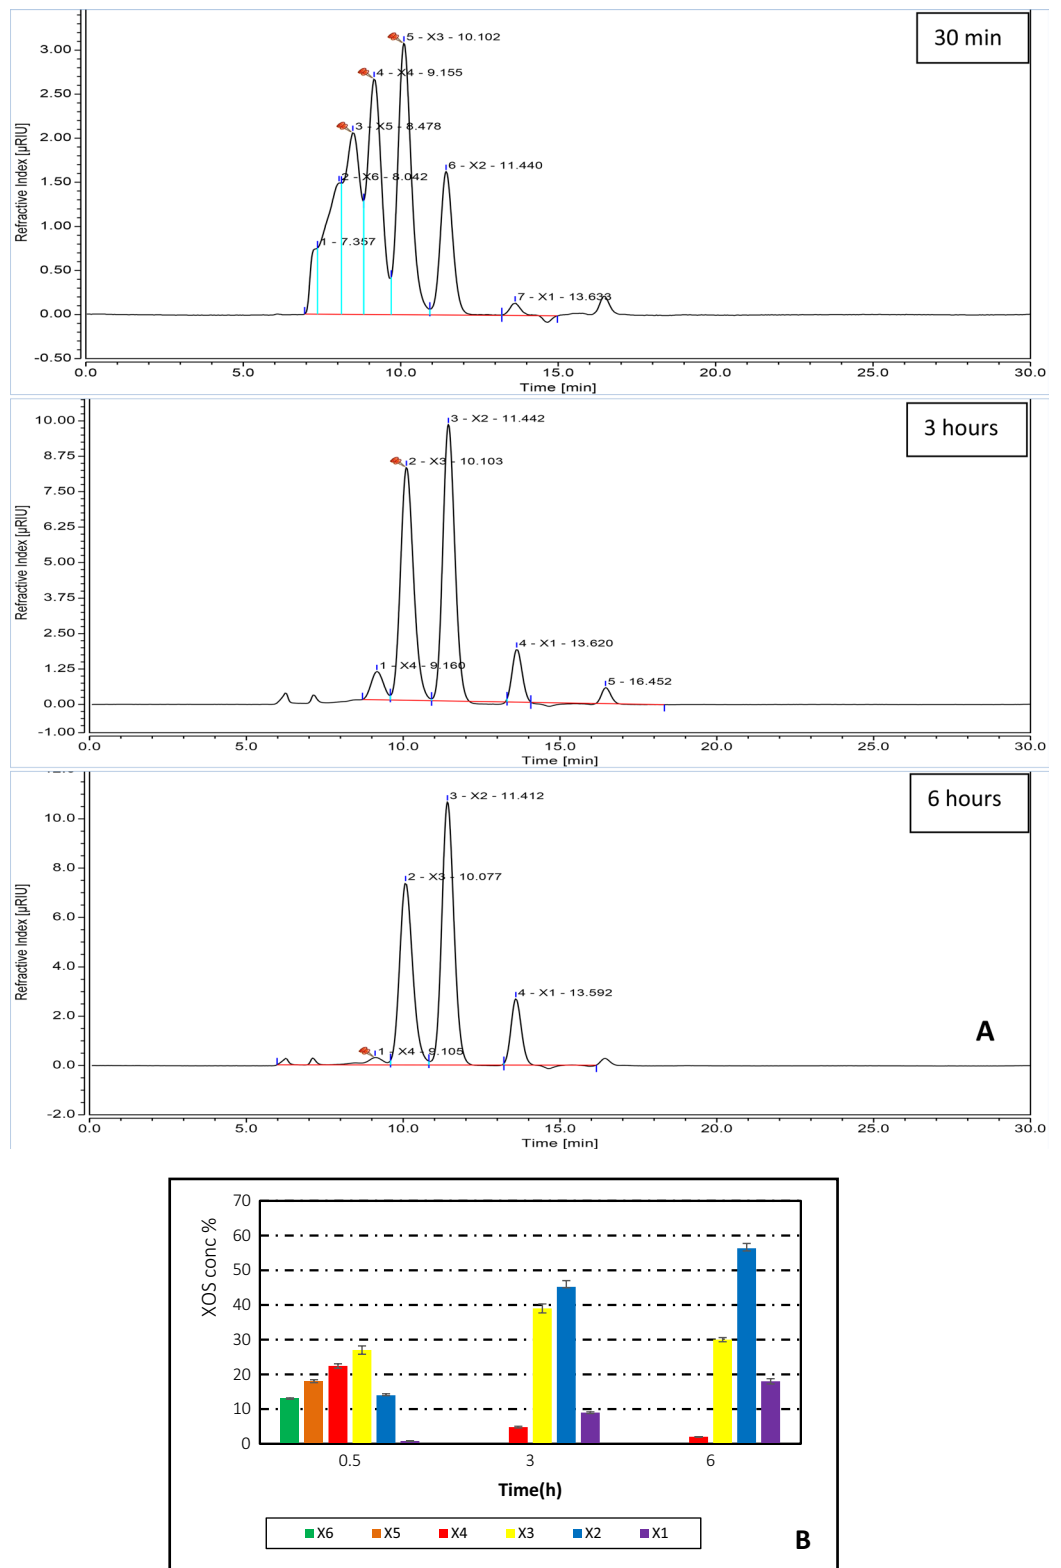 30 min
Refractive Index [µRIU]
3.00
2.50
2.00
1.50
1.00
0.50
0.00
-0.50
1 - 7.357
2 - X6 - 8.042
3 - X5 - 8.478
4 - X4 - 9.155
5 - X3 - 10.102
6 - X2 - 11.440
7 - X1 - 13.633
0.0 5.0 10.0 15.0 20.0 25.0 30.0
Time [min]
3 hours
Refractive Index [µRIU]
10.00
8.75
7.50
6.25
5.00
3.75
2.50
1.25
0.00
-1.00
1 - X4 - 9.160
2 - X3 - 10.103
3 - X2 - 11.442
4 - X1 - 13.620
5 - 16.452
0.0 5.0 10.0 15.0 20.0 25.0 30.0
Time [min]
6 hours
Refractive Index [µRIU]
12.0
10.0
8.0
6.0
4.0
2.0
0.0
-2.0
1 - X4 - 9.105
2 - X3 - 10.077
3 - X2 - 11.412
4 - X1 - 13.592
A
0.0 5.0 10.0 15.0 20.0 25.0 30.0
Time [min]
XOS conc %
70
60
50
40
30
20
10
0
0.5 3 6
Time(h)
X6 X5 X4 X3 X2 X1
B